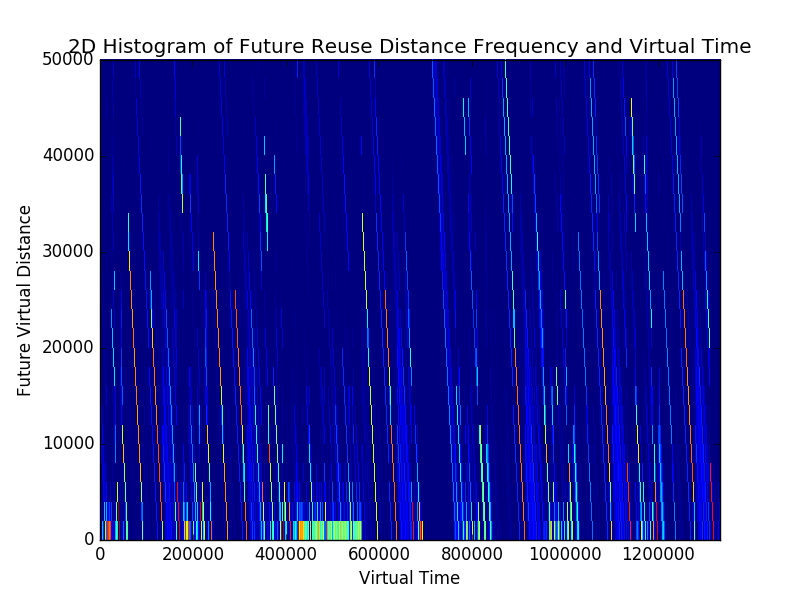 2D Histogram of Future Reuse Distance Frequency and Virtual Time
50000
40000
30000
20000
10000
0
Future Virtual Distance
0 200000 400000 600000 800000 1000000 1200000
Virtual Time